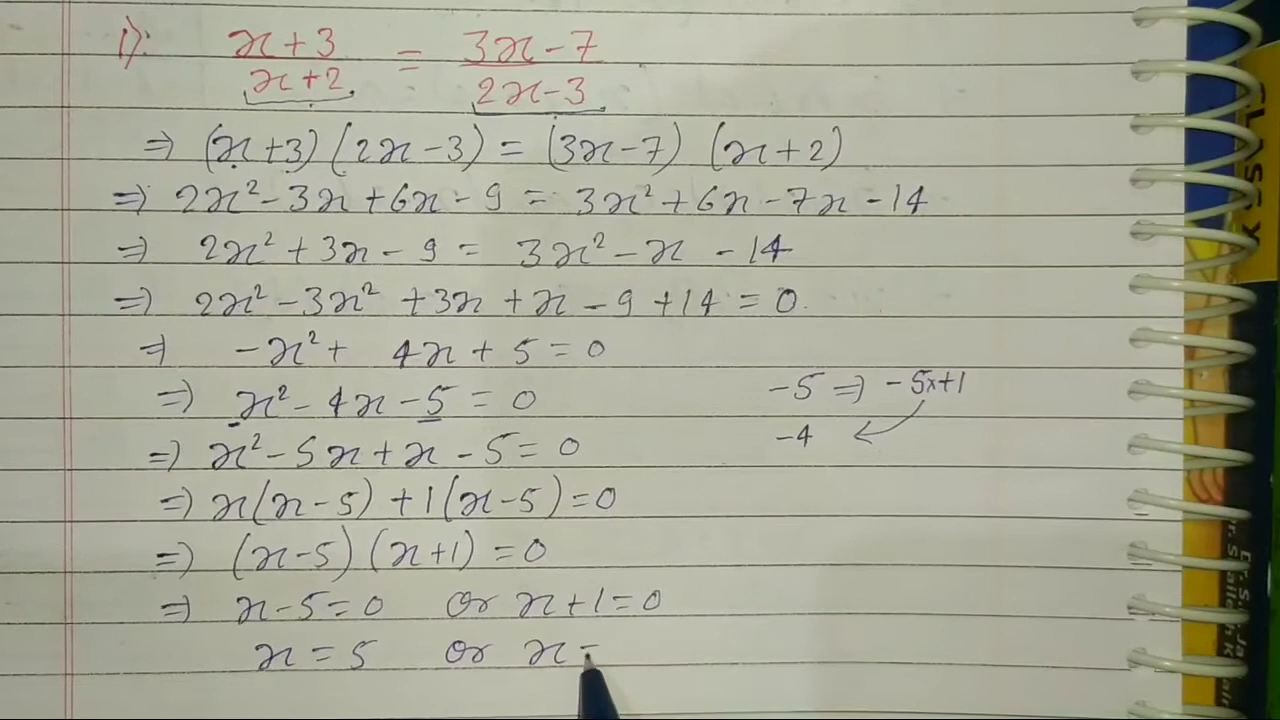 i): x+3 / x+2 = 3x-7 / 2x-3
⇒ (x+3) (2x-3) = (3x-7) (x+2)
⇒ 2x²-3x+6x-9 = 3x²+6x-7x-14
⇒ 2x²+3x-9 = 3x²-x-14
⇒ 2x²-3x²+3x+x-9+14=0
⇒ -x²+4x+5=0
⇒ x²-4x-5=0
-5 ⇒ -5x+1
-4
⇒ x²-5x+x-5=0
⇒ x(x-5)+1(x-5)=0
⇒ (x-5)(x+1)=0
⇒ x-5=0 or x+1=0
x=5 or x=